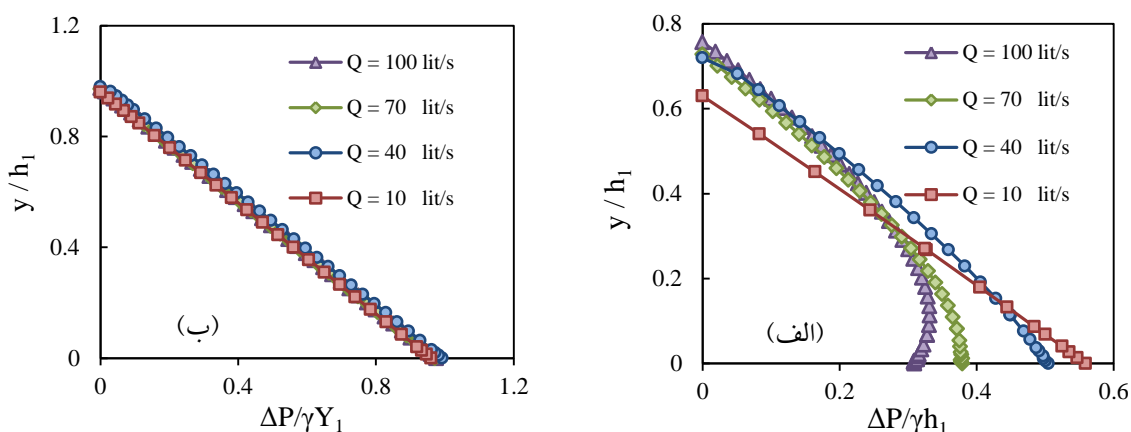 1.2
0.8
0.4
0
0
0.4
0.8
1.2
y / h1
ΔP/γY1
Q = 100 lit/s
Q = 70 lit/s
Q = 40 lit/s
Q = 10 lit/s
(ب)
0.8
0.6
0.4
0.2
0
0
0.2
0.4
0.6
y / h1
ΔP/γh1
Q = 100 lit/s
Q = 70 lit/s
Q = 40 lit/s
Q = 10 lit/s
(الف)